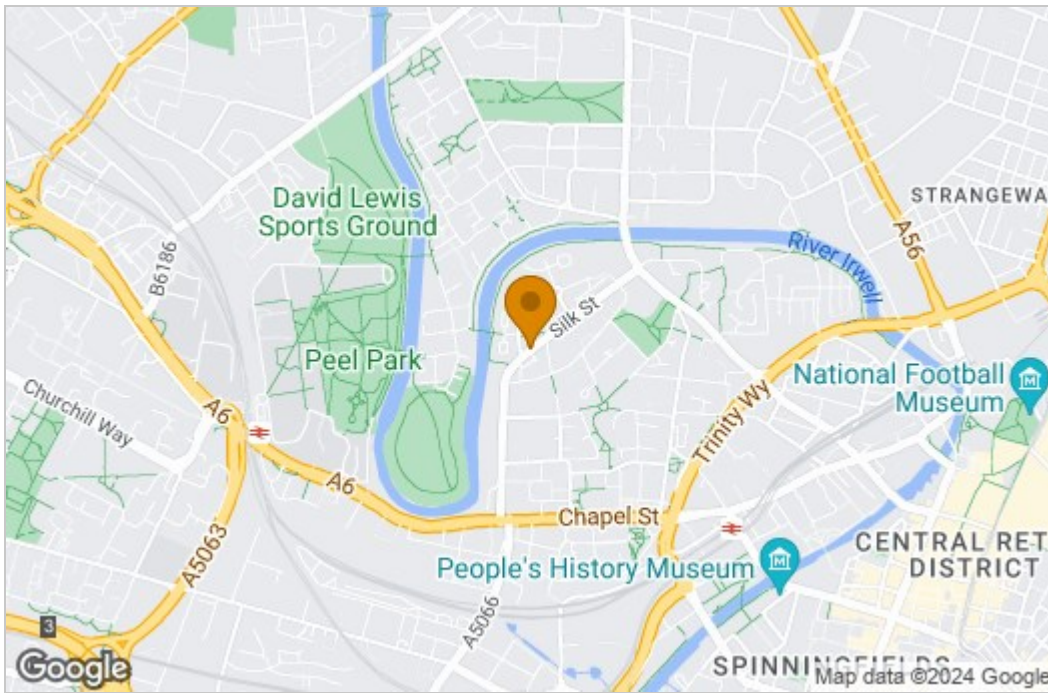 David Lewis
Sports Ground
STRANGEWA
A56
River Irwell
B6186
Silk St
Peel Park
National Football
Museum
Churchill Way
A6
Trinity Wy
A6
Chapel St
A5063
People's History Museum
CENTRAL RET
DISTRICT
A5066
3
Google
SPINNINGFIELDS
Map data ©2024 Google